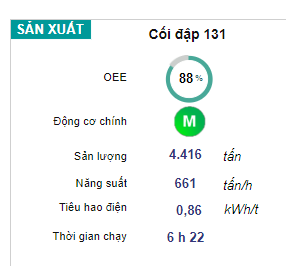 SẢN XUẤT
Cối đập 131
OEE 88 %
Động cơ chính M
Sản lượng 4.416 tấn
Năng suất 661 tấn/h
Tiêu hao điện 0,86 kWh/t
Thời gian chạy 6 h 22